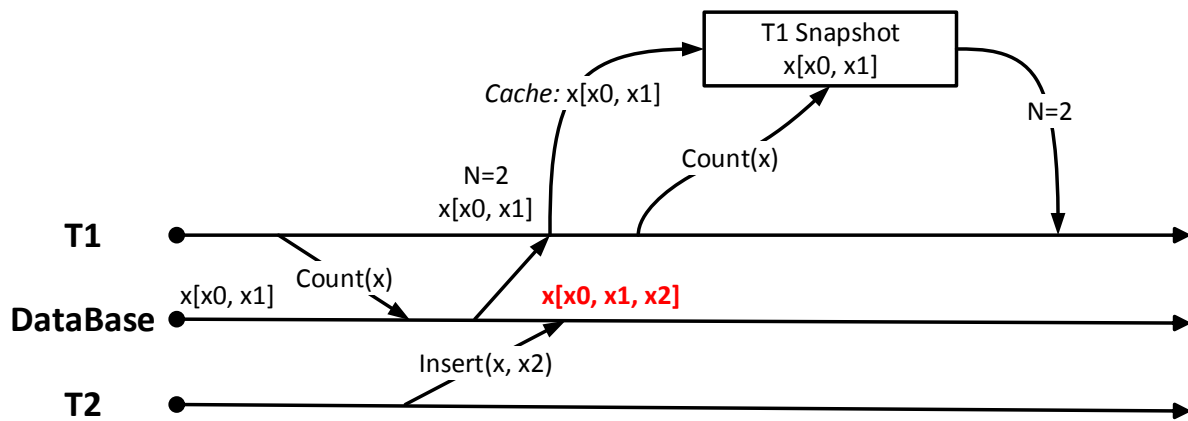 T1 Snapshot
x[x0, x1]
Cache: x[x0, x1]
N=2
Count(x)
N=2
x[x0, x1]
T1
Count(x)
x[x0, x1]
x[x0, x1, x2]
DataBase
Insert(x, x2)
T2